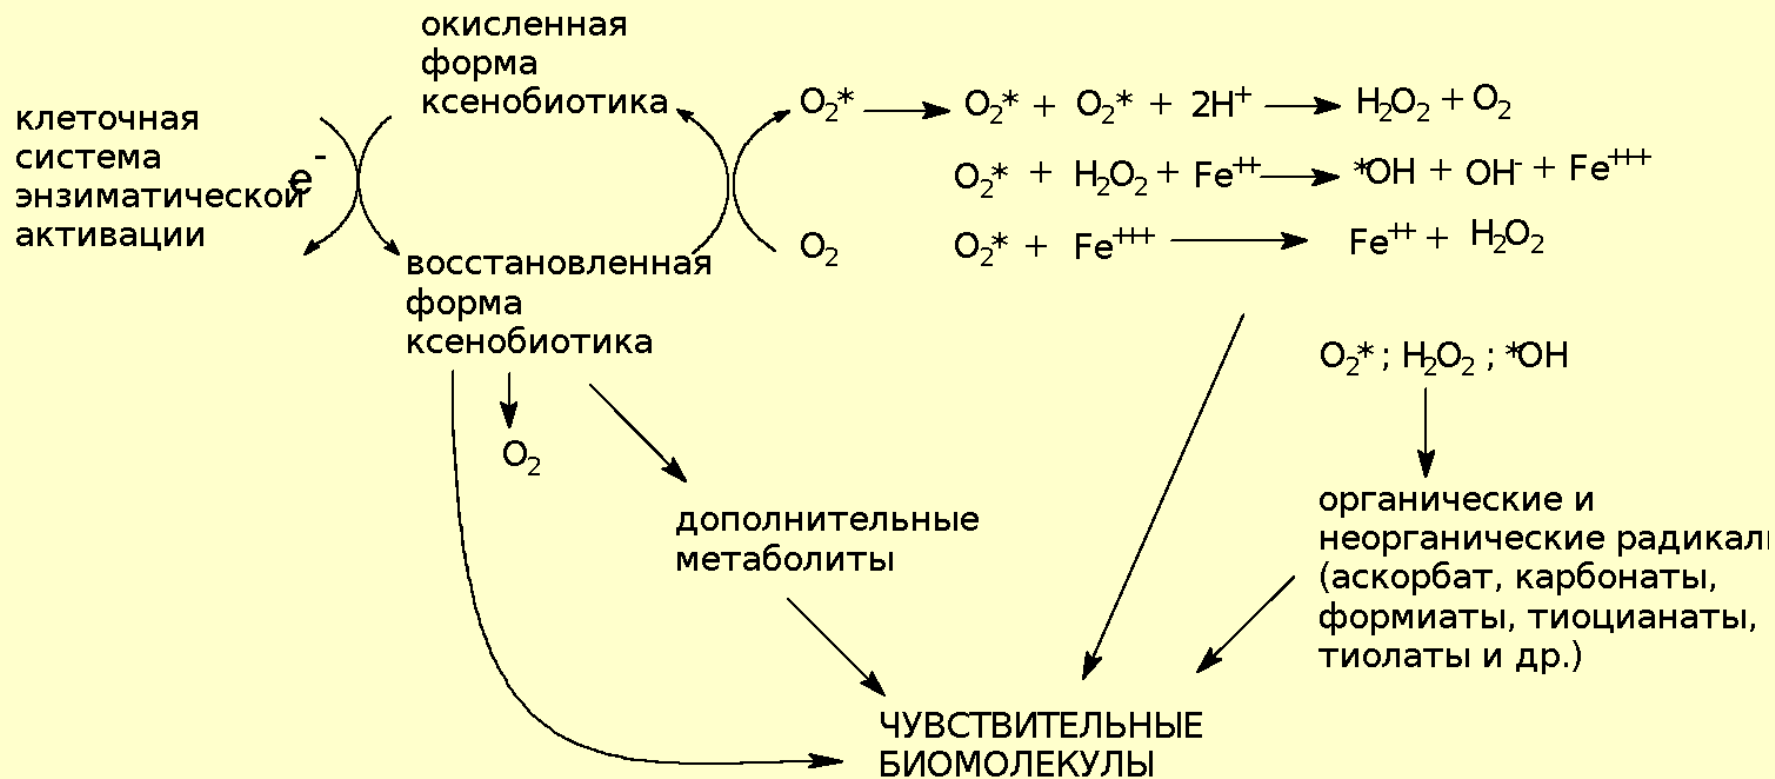 окисленная
форма
ксенобиотика
клеточная
система
энзиматической
активации
e-
восстановленная
форма
ксенобиотика
O2*
O2
O2* + O2* + 2H+ → H2O2 + O2
O2* + H2O2 + Fe++ → *OH + OH- + Fe+++
O2* + Fe+++ → Fe++ + H2O2
O2* ; H2O2 ; *OH
O2
дополнительные
метаболиты
органические и
неорганические радикал
(аскорбат, карбонаты,
формиаты, тиоцианаты,
тиолаты и др.)
ЧУВСТВИТЕЛЬНЫЕ
БИОМОЛЕКУЛЫ